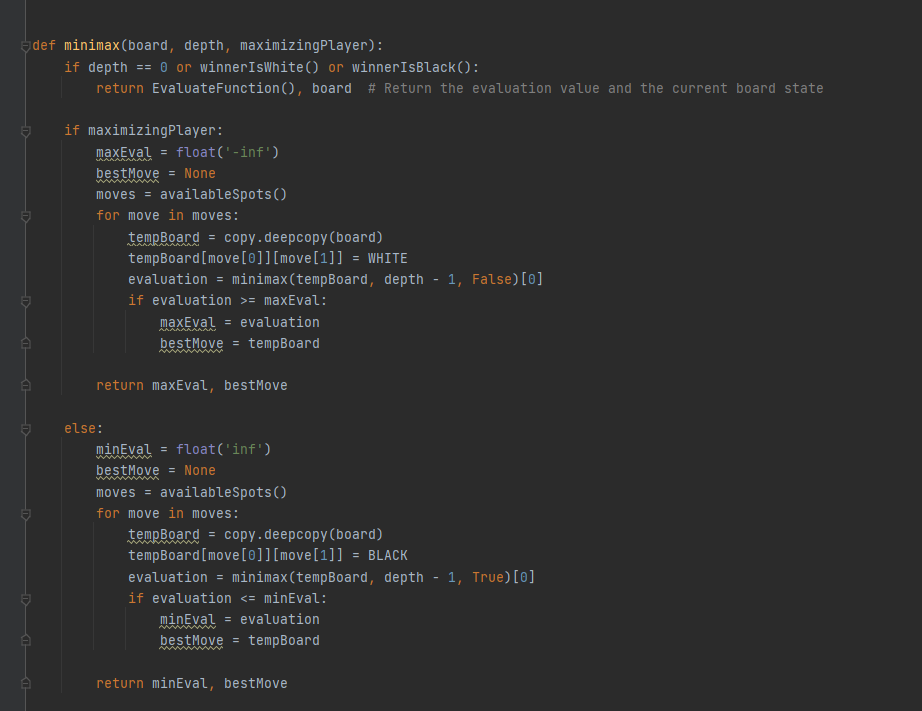 def minimax(board, depth, maximizingPlayer):
    if depth == 0 or winnerIsWhite() or winnerIsBlack():
        return EvaluateFunction(), board  # Return the evaluation value and the current board state
    if maximizingPlayer:
        maxEval = float('-inf')
        bestMove = None
        moves = availableSpots()
        for move in moves:
            tempBoard = copy.deepcopy(board)
            tempBoard[move[0]][move[1]] = WHITE
            evaluation = minimax(tempBoard, depth - 1, False)[0]
            if evaluation >= maxEval:
                maxEval = evaluation
                bestMove = tempBoard
        return maxEval, bestMove
    else:
        minEval = float('inf')
        bestMove = None
        moves = availableSpots()
        for move in moves:
            tempBoard = copy.deepcopy(board)
            tempBoard[move[0]][move[1]] = BLACK
            evaluation = minimax(tempBoard, depth - 1, True)[0]
            if evaluation <= minEval:
                minEval = evaluation
                bestMove = tempBoard
        return minEval, bestMove